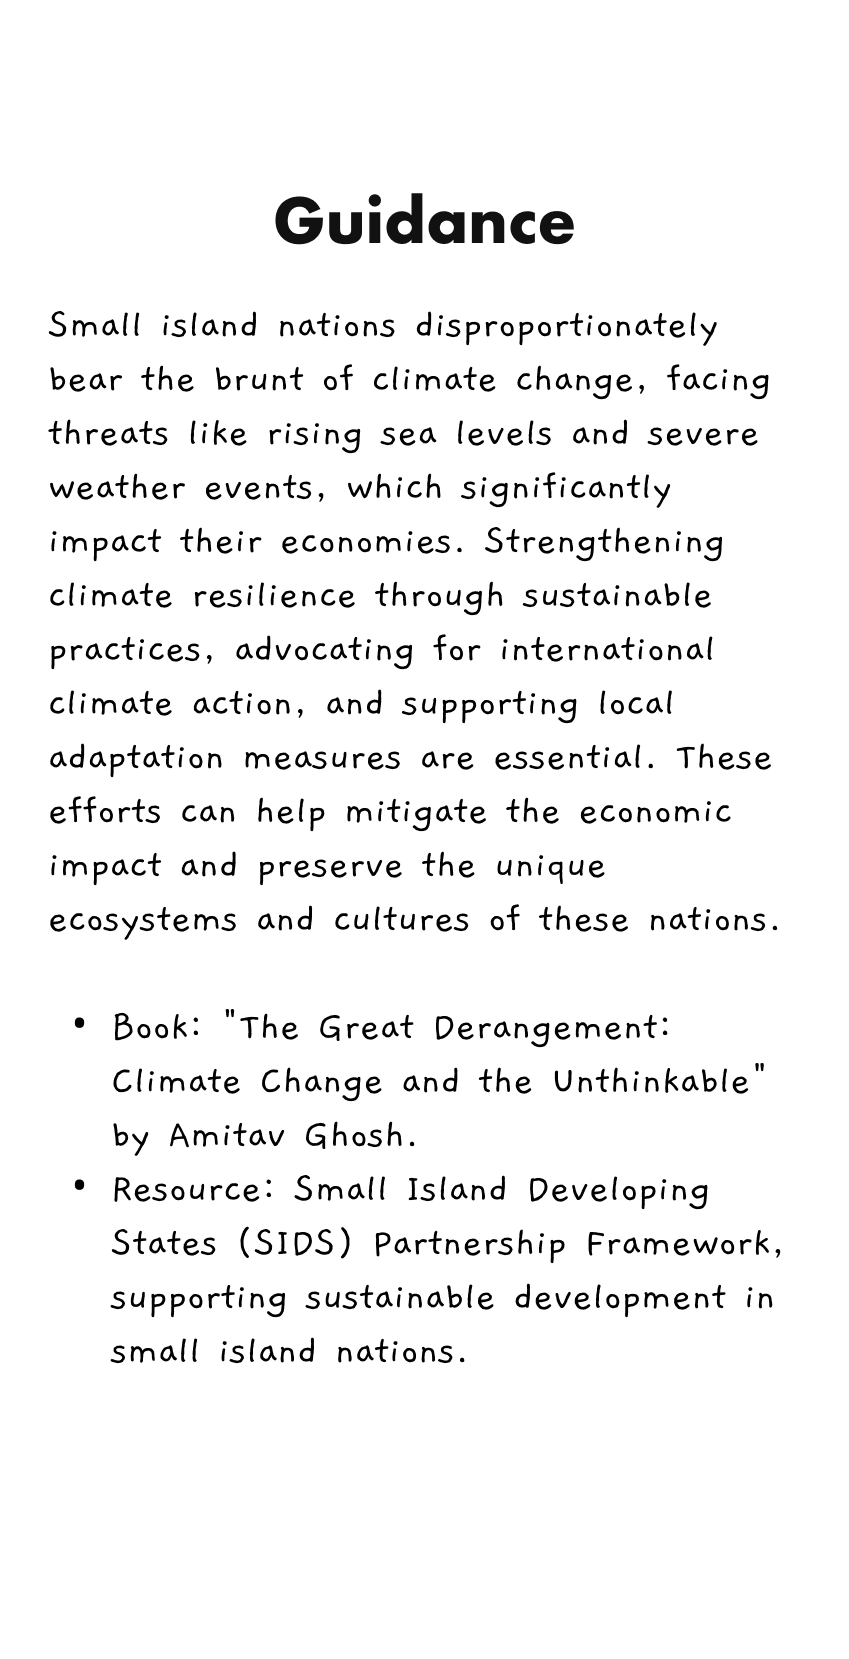 Guidance
Small island nations disproportionately
bear the brunt of climate change, facing
threats like rising sea levels and severe
weather events, which significantly
impact their economies. Strengthening
climate resilience through sustainable
practices, advocating for international
climate action, and supporting local
adaptation measures are essential. These
efforts can help mitigate the economic
impact and preserve the unique
ecosystems and cultures of these nations.
• Book: "The Great Derangement:
Climate Change and the Unthinkable"
by Amitav Ghosh.
• Resource: Small Island Developing
States (SIDS) Partnership Framework,
supporting sustainable development in
small island nations.